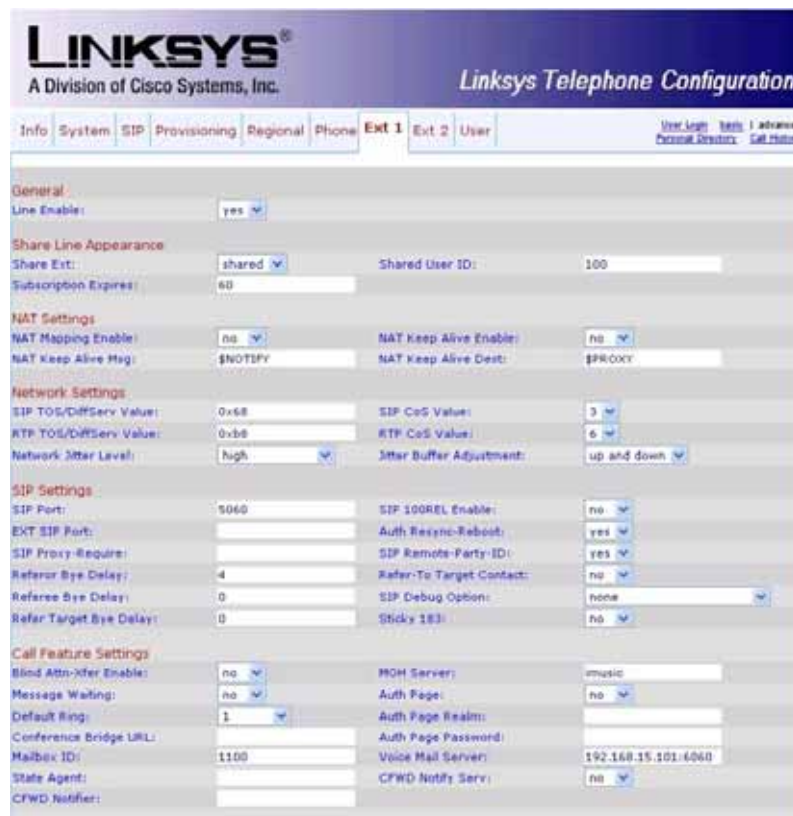 LINKSYS®
A Division of Cisco Systems, Inc.
Linksys Telephone Configuration
Info System SIP Provisioning Regional Phone Ext 1 Ext 2 User
User Login basic | advance
Personal Directory Call Histo
General
Line Enable: yes
Share Line Appearance
Share Ext: shared Shared User ID: 100
Subscription Expires: 60
NAT Settings
NAT Mapping Enable: no NAT Keep Alive Enable: no
NAT Keep Alive Msg: $NOTIFY NAT Keep Alive Dest: $PROXY
Network Settings
SIP TOS/DiffServ Value: 0x68 SIP CoS Value: 3
RTP TOS/DiffServ Value: 0xb8 RTP CoS Value: 6
Network Jitter Level: high Jitter Buffer Adjustment: up and down
SIP Settings
SIP Port: 5060 SIP 100REL Enable: no
EXT SIP Port: Auth Resync-Reboot: yes
SIP Proxy-Require: SIP Remote-Party-ID: yes
Referor Bye Delay: 4 Refer-To Target Contact: no
Referee Bye Delay: 0 SIP Debug Option: none
Refer Target Bye Delay: 0 Sticky 183: no
Call Feature Settings
Blind Attn-Xfer Enable: no MOH Server: imusic
Message Waiting: no Auth Page: no
Default Ring: 1 Auth Page Realm:
Conference Bridge URL: Auth Page Password:
Mailbox ID: 1100 Voice Mail Server: 192.168.15.101:6060
State Agent: CFWD Notify Serv: no
CFWD Notifier: